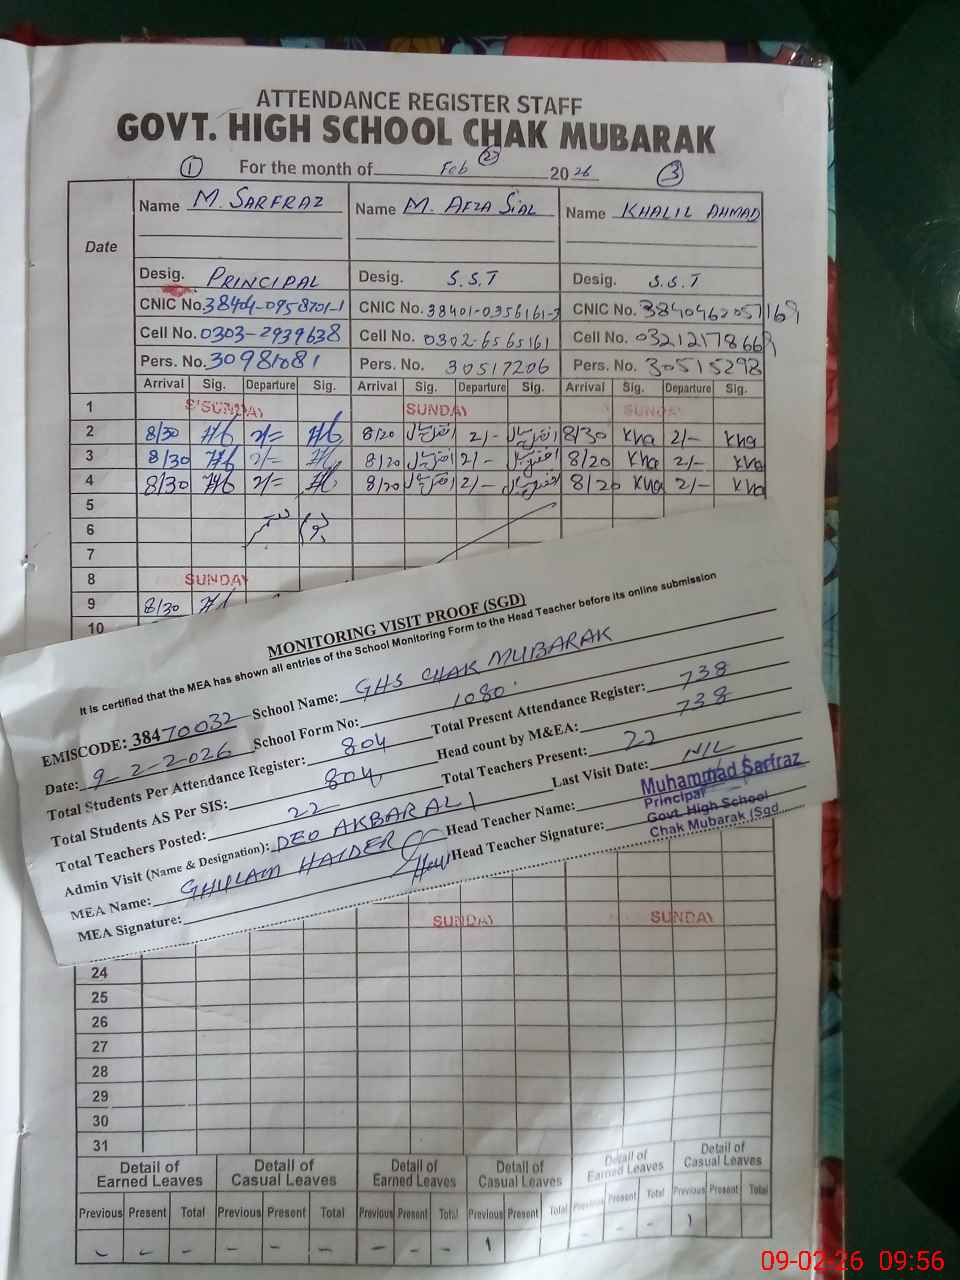 ATTENDANCE REGISTER STAFF
GOVT. HIGH SCHOOL CHAK MUBARAK
① For the month of Feb ② 2026 ③
Date
Name M. SARFRAZ Name M. AFZA SIAL Name KHALIL AHMAD
Desig. PRINCIPAL Desig. S.S.T Desig. S.S.T
CNIC No. 38404-0958701-1 CNIC No. 38401-0356161-3 CNIC No. 3840462057169
Cell No. 0303-2939638 Cell No. 0302-6565161 Cell No. 03212178669
Pers. No. 30981081 Pers. No. 30517206 Pers. No. 30515298
Arrival Sig. Departure Sig. Arrival Sig. Departure Sig. Arrival Sig. Departure Sig.
1 SUNDAY SUNDAY SUNDAY
2 8/30 2/= 8/20 2/- 8/30 Kha 2/- Kha
3 8/30 2/= 8/20 2/- 8/20 Kha 2/- Kha
4 8/30 2/= 8/20 2/- 8/20 Kha 2/- Kha
5
6
7
8 SUNDAY
9 8/30
10
MONITORING VISIT PROOF (SGD)
It is certified that the MEA has shown all entries of the School Monitoring Form to the Head Teacher before its online submission
EMISCODE: 38470032 School Name: GHS CHAK MUBARAK
Date: 9-2-2026 School Form No: 1080
Total Students Per Attendance Register: 804 Total Present Attendance Register: 738
Total Students AS Per SIS: 804 Head count by M&EA: 738
Total Teachers Posted: 22 Total Teachers Present: 22
Admin Visit (Name & Designation): DEO AKBAR ALI Last Visit Date: NIL
MEA Name: GHULAM HAIDER Head Teacher Name: Muhammad Sarfraz
MEA Signature: Head Teacher Signature:
Principal
Govt. High School
Chak Mubarak (Sgd
SUNDAY SUNDAY
24
25
26
27
28
29
30
31
Detail of Earned Leaves Detail of Casual Leaves Detail of Earned Leaves Detail of Casual Leaves Detail of Earned Leaves Detail of Casual Leaves
Previous Present Total Previous Present Total Previous Present Total Previous Present Total Previous Present Total Previous Present Total
- - - - - - - - - 1 - - 1
09-02-26 09:56